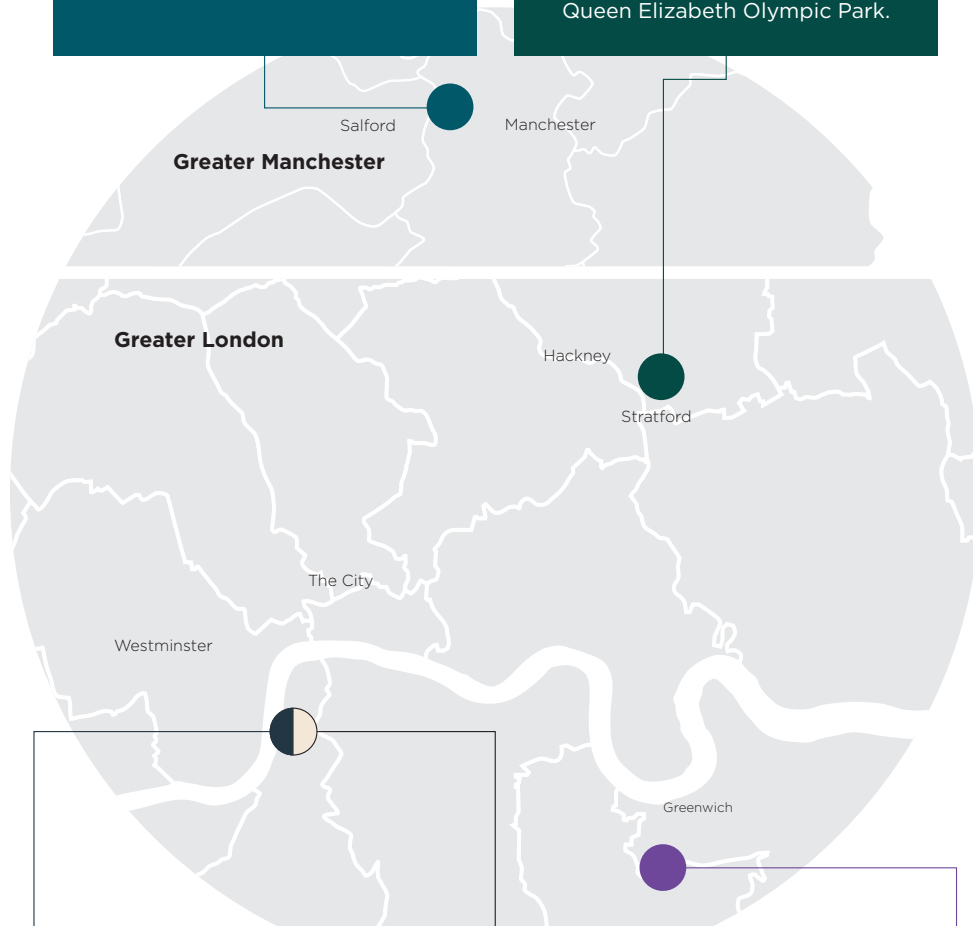 Queen Elizabeth Olympic Park.
Salford
Manchester
Greater Manchester
Greater London
Hackney
Stratford
The City
Westminster
Greenwich